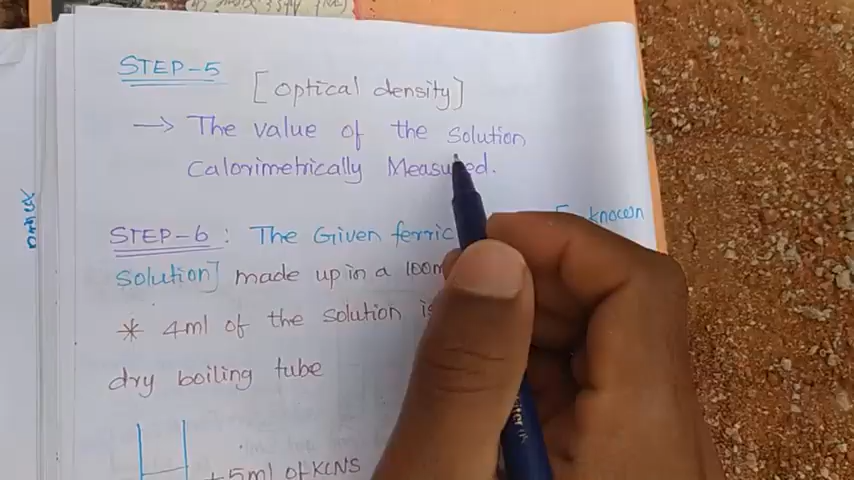 STEP-5
[optical density]
→ The value of the solution
Calorimetrically Measured.
STEP-6: The Given ferric known
solution] made up in a 100m
* 4ml of the solution is
dry boiling tube
+5ml of KCNS